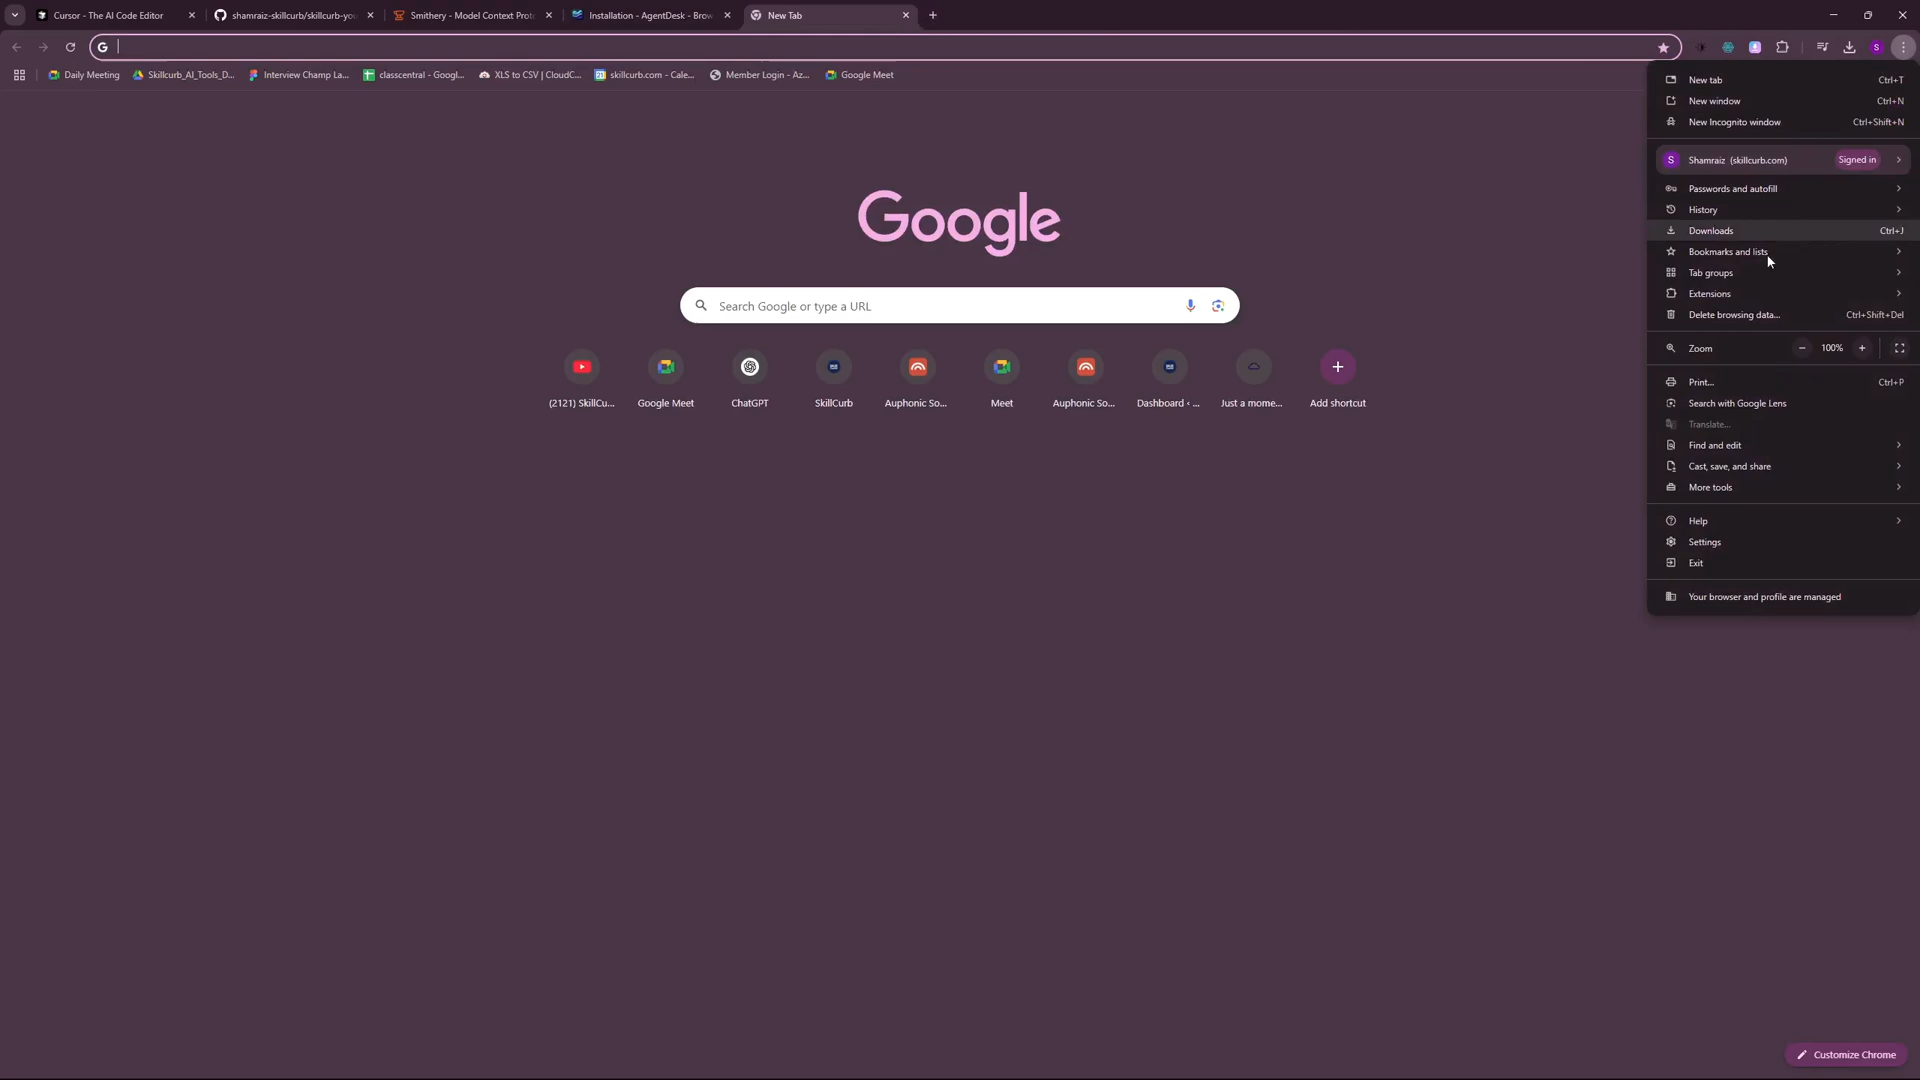 Cursor - The AI Code Editor
shamraiz-skillcurb/skillcurb-you
Smithery - Model Context Proto
Installation - AgentDesk - Brow
New Tab
Daily Meeting
Skillcurb_AI_Tools_D...
Interview Champ La...
classcentral - Googl...
XLS to CSV | CloudC...
skillcurb.com - Cale...
Member Login - Az...
Google Meet
Google
Search Google or type a URL
(2121) SkillCu...
Google Meet
ChatGPT
SkillCurb
Auphonic So...
Meet
Auphonic So...
Dashboard ‹ ...
Just a mome...
Add shortcut
New tab Ctrl+T
New window Ctrl+N
New Incognito window Ctrl+Shift+N
S Shamraiz (skillcurb.com) Signed in
Passwords and autofill
History
Downloads Ctrl+J
Bookmarks and lists
Tab groups
Extensions
Delete browsing data... Ctrl+Shift+Del
Zoom 100%
Print... Ctrl+P
Search with Google Lens
Translate...
Find and edit
Cast, save, and share
More tools
Help
Settings
Exit
Your browser and profile are managed
Customize Chrome